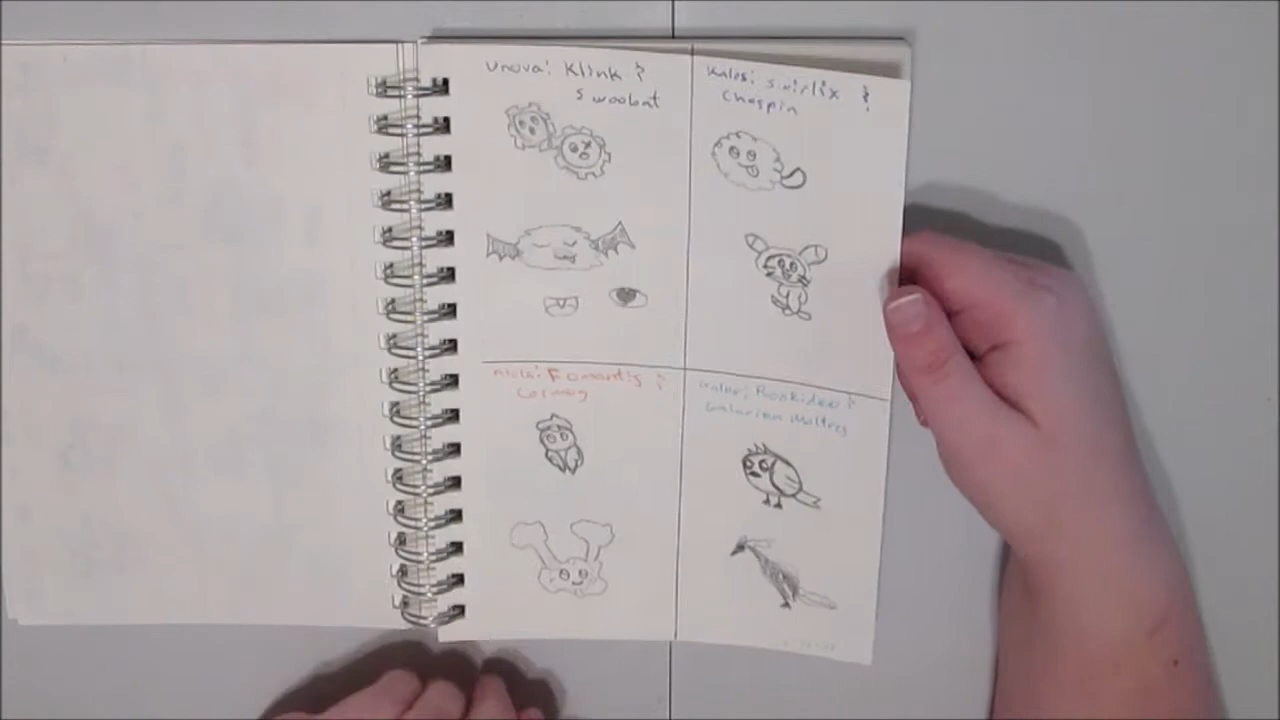 Unova: Klink &
Swoobat
Kalos: Swirlix &
Chespin
Alola: Fomantis &
Galar: Rookidee &
Galarian Moltres